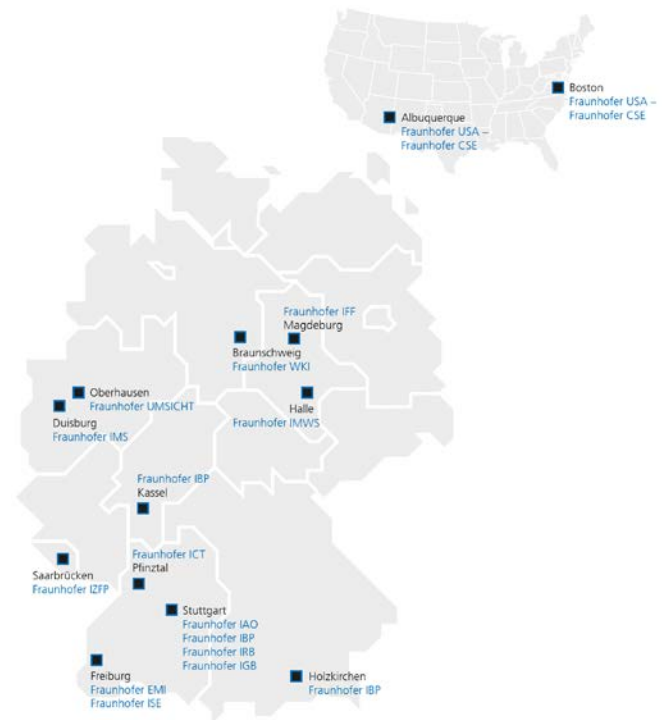 Boston
Fraunhofer USA –
Fraunhofer CSE
Albuquerque
Fraunhofer USA –
Fraunhofer CSE
Fraunhofer IFF
Magdeburg
Braunschweig
Fraunhofer WKI
Oberhausen
Fraunhofer UMSICHT
Duisburg
Fraunhofer IMS
Halle
Fraunhofer IMWS
Fraunhofer IBP
Kassel
Fraunhofer ICT
Pfinztal
Saarbrücken
Fraunhofer IZFP
Stuttgart
Fraunhofer IAO
Fraunhofer IBP
Fraunhofer IRB
Fraunhofer IGB
Freiburg
Fraunhofer EMI
Fraunhofer ISE
Holzkirchen
Fraunhofer IBP